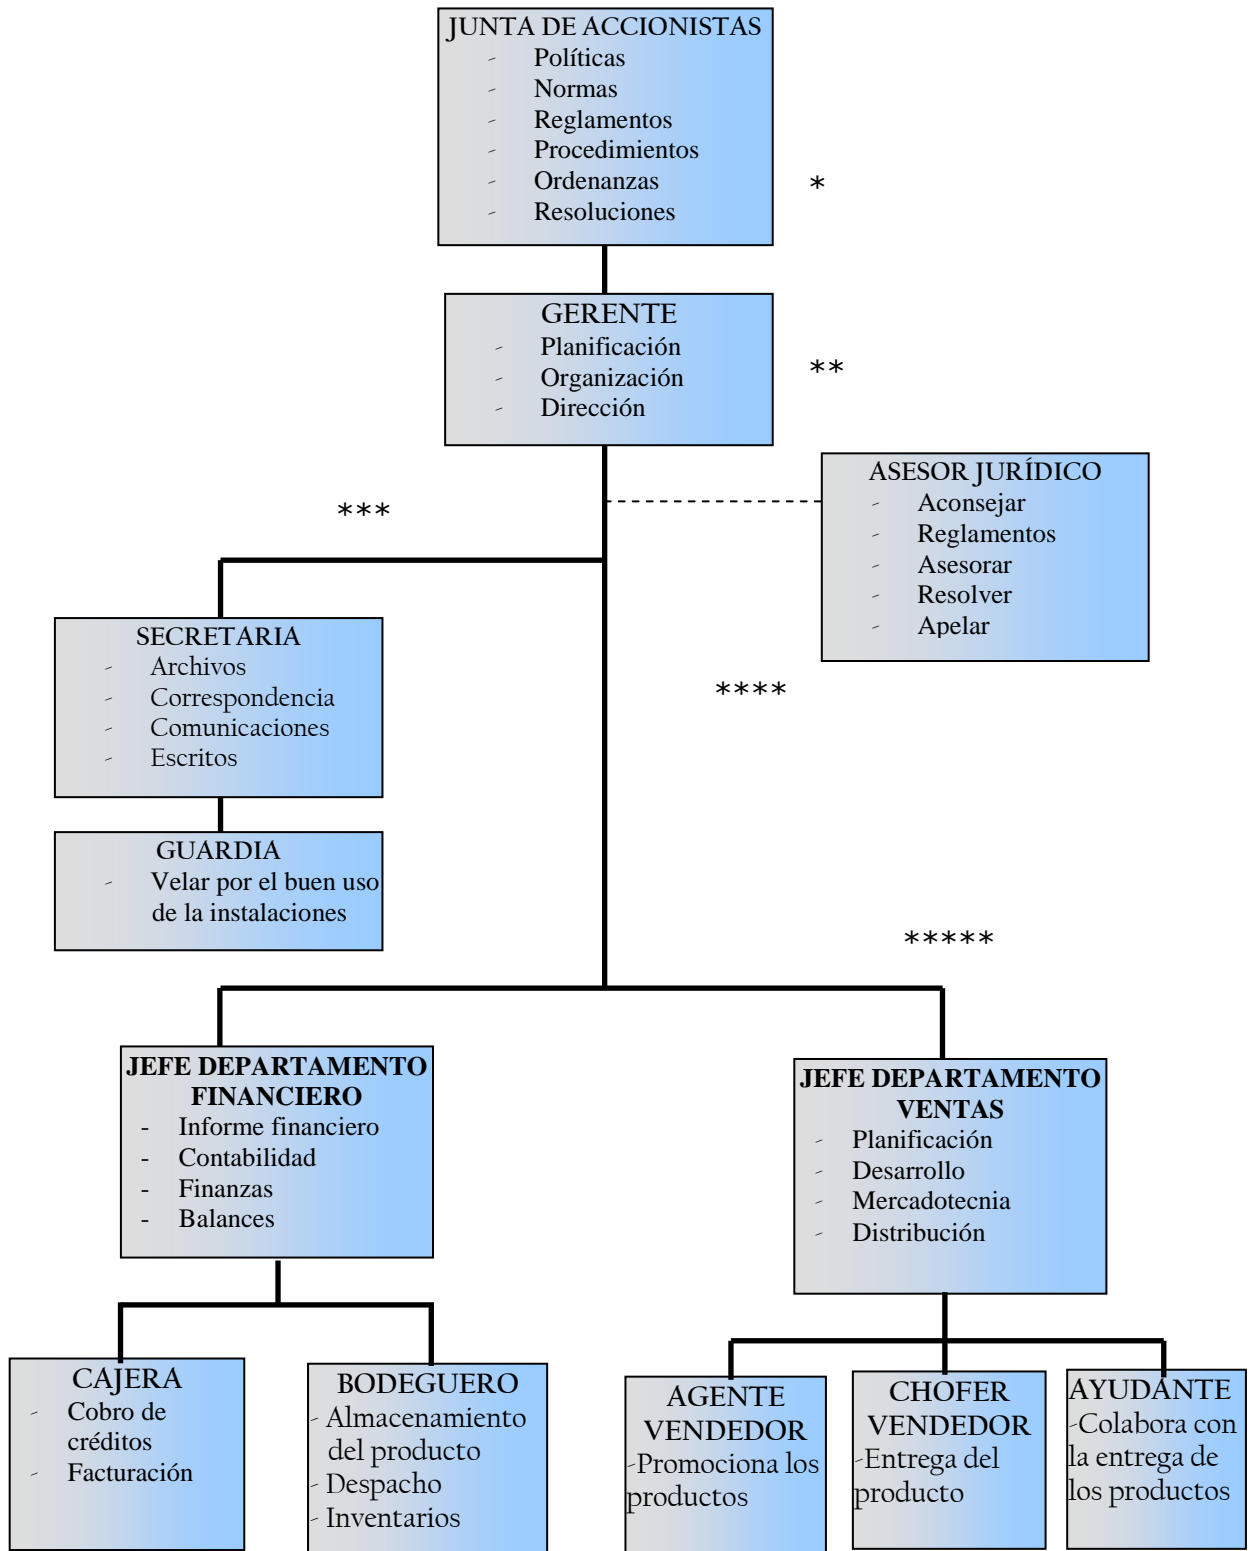 JUNTA DE ACCIONISTAS
- Políticas
- Normas
- Reglamentos
- Procedimientos
- Ordenanzas
- Resoluciones
*
GERENTE
- Planificación
- Organización
- Dirección
**
ASESOR JURÍDICO
- Aconsejar
- Reglamentos
- Asesorar
- Resolver
- Apelar
***
SECRETARIA
- Archivos
- Correspondencia
- Comunicaciones
- Escritos
****
GUARDIA
- Velar por el buen uso
de la instalaciones
*****
JEFE DEPARTAMENTO
FINANCIERO
- Informe financiero
- Contabilidad
- Finanzas
- Balances
JEFE DEPARTAMENTO
VENTAS
- Planificación
- Desarrollo
- Mercadotecnia
- Distribución
CAJERA
- Cobro de
créditos
- Facturación
BODEGUERO
- Almacenamiento
del producto
- Despacho
- Inventarios
AGENTE
VENDEDOR
-Promociona los
productos
CHOFER
VENDEDOR
-Entrega del
producto
AYUDANTE
-Colabora con
la entrega de
los productos